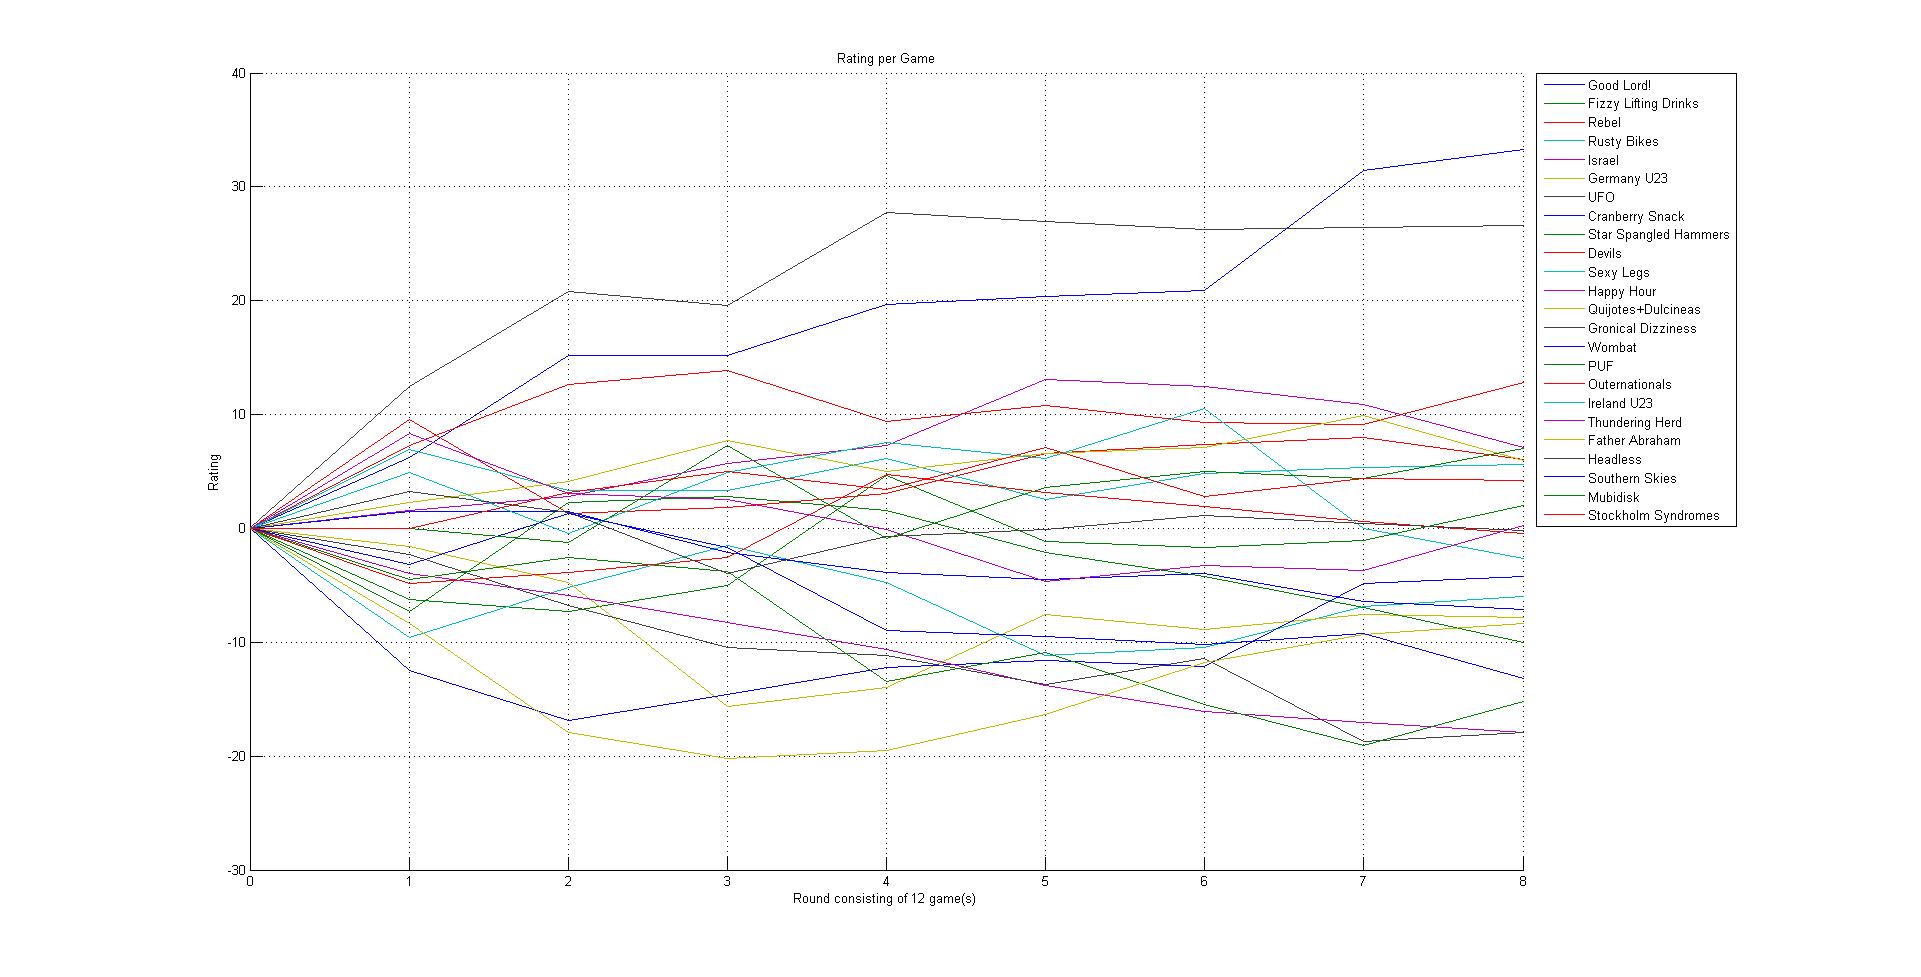 Rating per Game
40
30
20
10
0
-10
-20
-30
Rating
0 1 2 3 4 5 6 7 8
Round consisting of 12 game(s)
Good Lord!
Fizzy Lifting Drinks
Rebel
Rusty Bikes
Israel
Germany U23
UFO
Cranberry Snack
Star Spangled Hammers
Devils
Sexy Legs
Happy Hour
Quijotes+Dulcineas
Gronical Dizziness
Wombat
PUF
Outernationals
Ireland U23
Thundering Herd
Father Abraham
Headless
Southern Skies
Mubidisk
Stockholm Syndromes